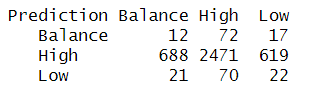 Prediction Balance High Low
Balance 12 72 17
High 688 2471 619
Low 21 70 22